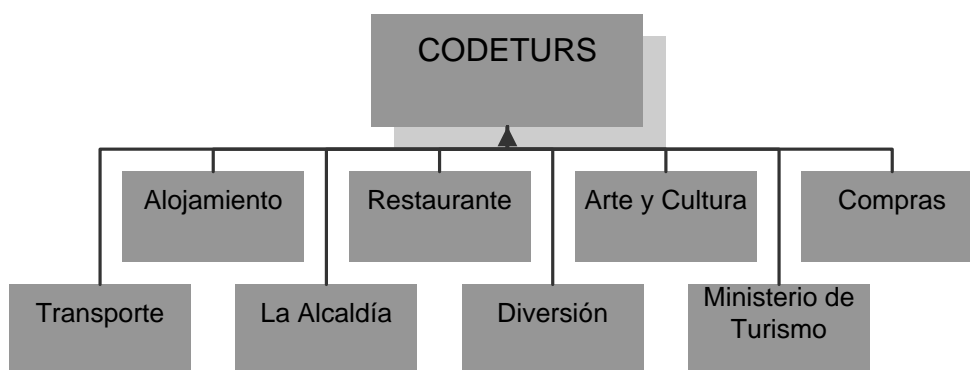 CODETURS
Alojamiento
Restaurante
Arte y Cultura
Compras
Transporte
La Alcaldía
Diversión
Ministerio de
Turismo